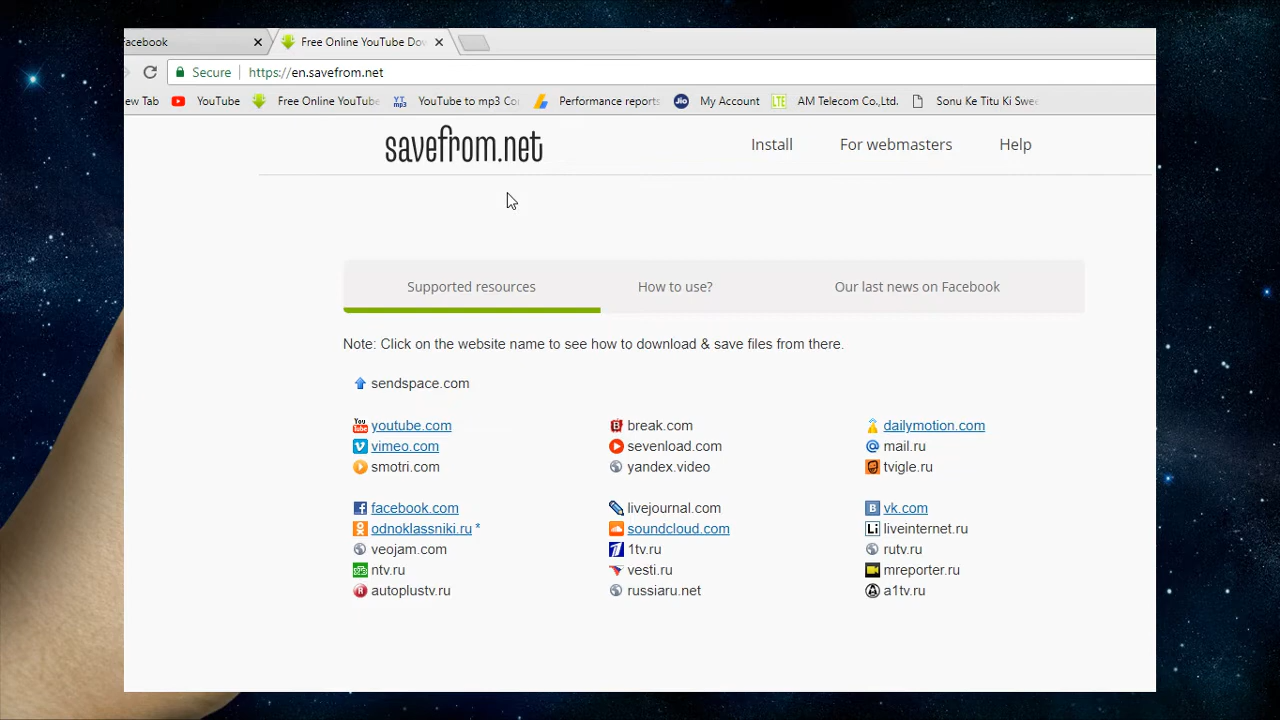 acebook
Free Online YouTube Do
Secure https://en.savefrom.net
ew Tab YouTube Free Online YouTube YT mp3 YouTube to mp3 Co Performance reports Jio My Account LTE AM Telecom Co.,Ltd. Sonu Ke Titu Ki Swee
savefrom.net Install For webmasters Help
Supported resources How to use? Our last news on Facebook
Note: Click on the website name to see how to download & save files from there.
sendspace.com
youtube.com break.com dailymotion.com
vimeo.com sevenload.com mail.ru
smotri.com yandex.video tvigle.ru
facebook.com livejournal.com vk.com
odnoklassniki.ru * soundcloud.com liveinternet.ru
veojam.com 1tv.ru rutv.ru
ntv.ru vesti.ru mreporter.ru
autoplustv.ru russiaru.net a1tv.ru